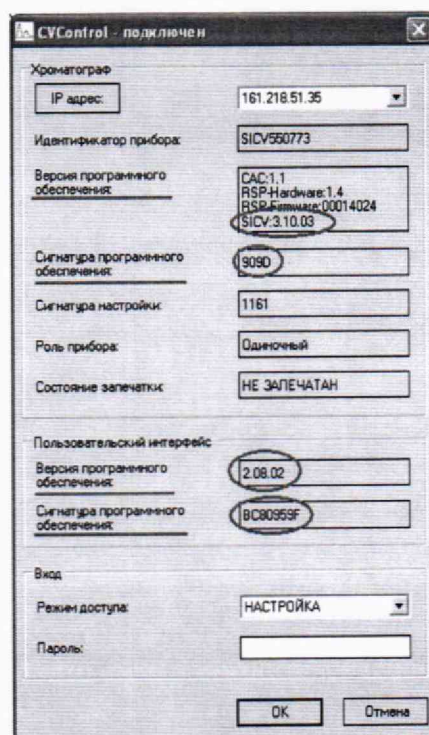 CVControl - подключен
Хроматограф
IP адрес:
161.218.51.35
Идентификатор прибора:
SICV550773
Версия программного
обеспечения:
CAC:1.1
RSP-Hardware:1.4
RSP-Firmware:00014024
SICV:3.10.03
Сигнатура программного
обеспечения:
909D
Сигнатура настройки:
1161
Роль прибора:
Одиночный
Состояние запечатки:
НЕ ЗАПЕЧАТАН
Пользовательский интерфейс
Версия программного
обеспечения:
2.08.02
Сигнатура программного
обеспечения:
BC80959F
Вход
Режим доступа:
НАСТРОЙКА
Пароль:
OK
Отмена